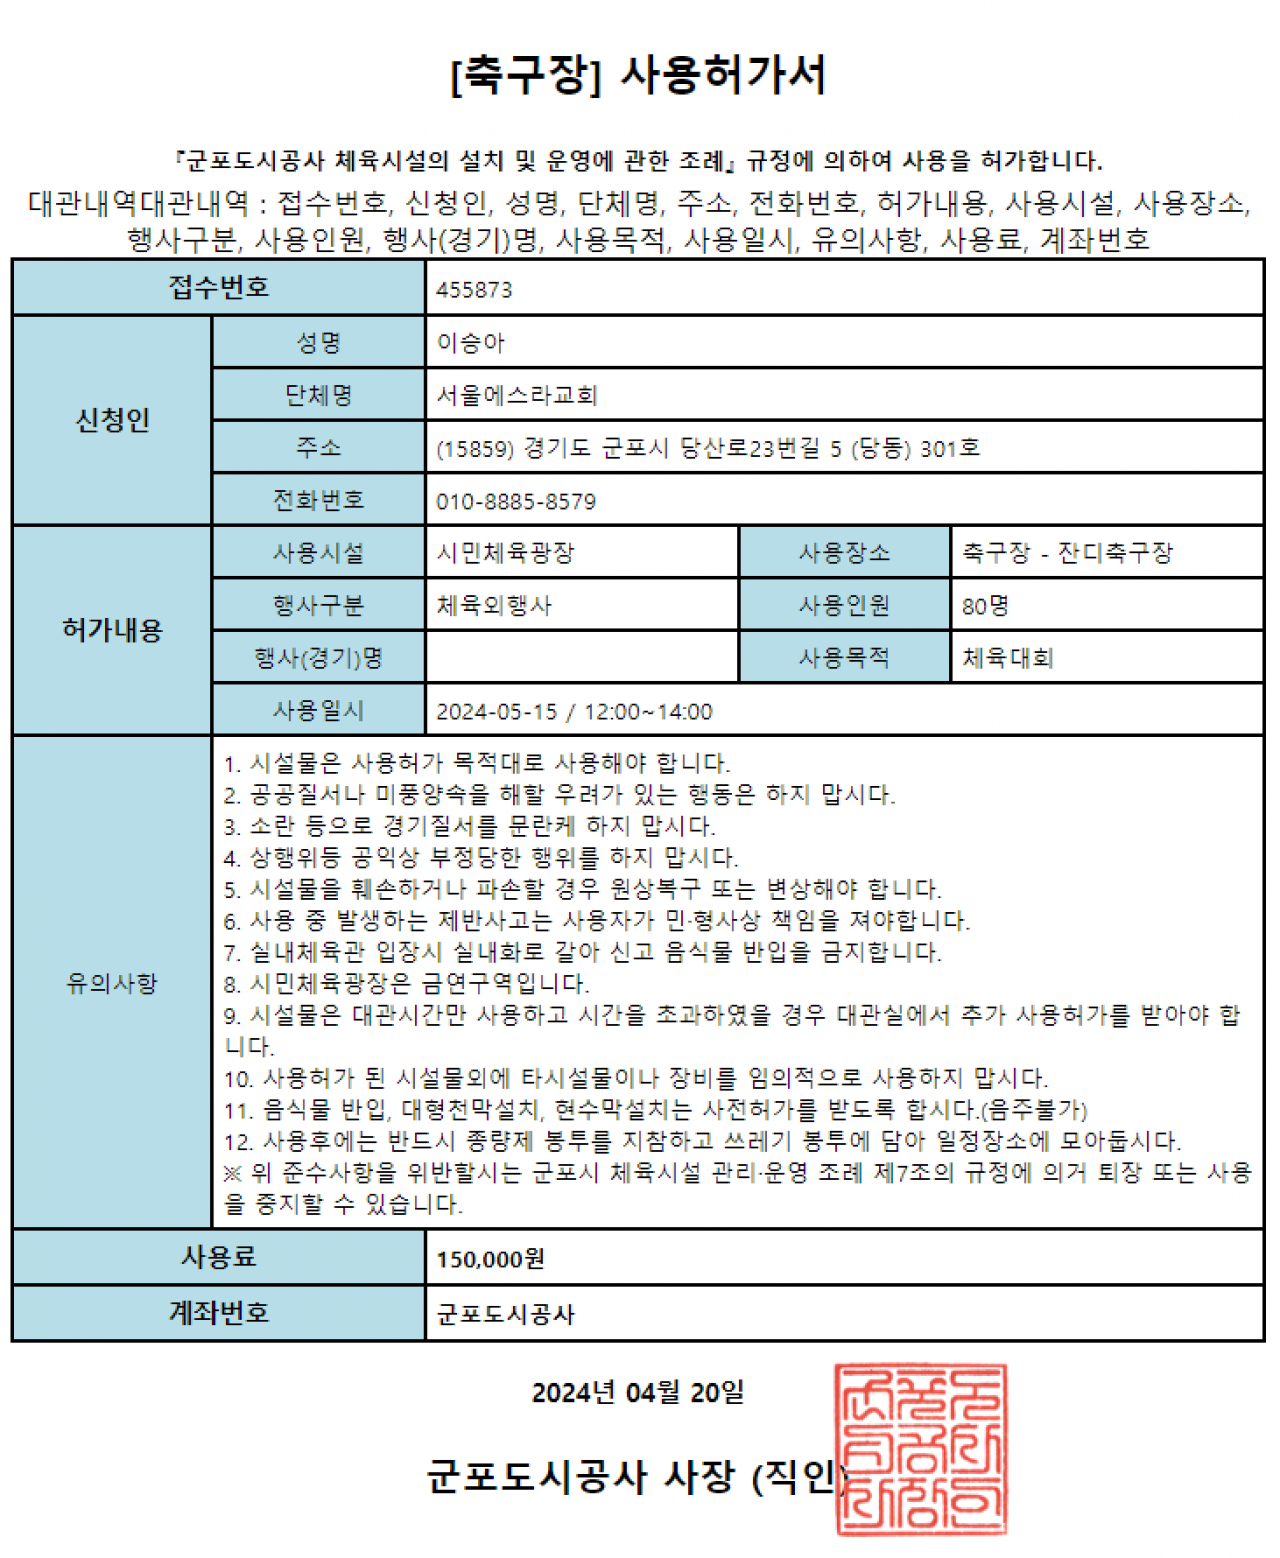 [축구장] 사용허가서
『군포도시공사 체육시설의 설치 및 운영에 관한 조례』 규정에 의하여 사용을 허가합니다.
대관내역대관내역 : 접수번호, 신청인, 성명, 단체명, 주소, 전화번호, 허가내용, 사용시설, 사용장소,
행사구분, 사용인원, 행사(경기)명, 사용목적, 사용일시, 유의사항, 사용료, 계좌번호
접수번호 455873
신청인
성명 이승아
단체명 서울에스라교회
주소 (15859) 경기도 군포시 당산로23번길 5 (당동) 301호
전화번호 010-8885-8579
허가내용
사용시설 시민체육광장 사용장소 축구장 - 잔디축구장
행사구분 체육외행사 사용인원 80명
행사(경기)명 사용목적 체육대회
사용일시 2024-05-15 / 12:00~14:00
유의사항
1. 시설물은 사용허가 목적대로 사용해야 합니다.
2. 공공질서나 미풍양속을 해할 우려가 있는 행동은 하지 맙시다.
3. 소란 등으로 경기질서를 문란케 하지 맙시다.
4. 상행위등 공익상 부정당한 행위를 하지 맙시다.
5. 시설물을 훼손하거나 파손할 경우 원상복구 또는 변상해야 합니다.
6. 사용 중 발생하는 제반사고는 사용자가 민·형사상 책임을 져야합니다.
7. 실내체육관 입장시 실내화로 갈아 신고 음식물 반입을 금지합니다.
8. 시민체육광장은 금연구역입니다.
9. 시설물은 대관시간만 사용하고 시간을 초과하였을 경우 대관실에서 추가 사용허가를 받아야 합
니다.
10. 사용허가 된 시설물외에 타시설물이나 장비를 임의적으로 사용하지 맙시다.
11. 음식물 반입, 대형천막설치, 현수막설치는 사전허가를 받도록 합시다.(음주불가)
12. 사용후에는 반드시 종량제 봉투를 지참하고 쓰레기 봉투에 담아 일정장소에 모아둡시다.
※ 위 준수사항을 위반할시는 군포시 체육시설 관리·운영 조례 제7조의 규정에 의거 퇴장 또는 사용
을 중지할 수 있습니다.
사용료 150,000원
계좌번호 군포도시공사
2024년 04월 20일
군포도시공사 사장 (직인)